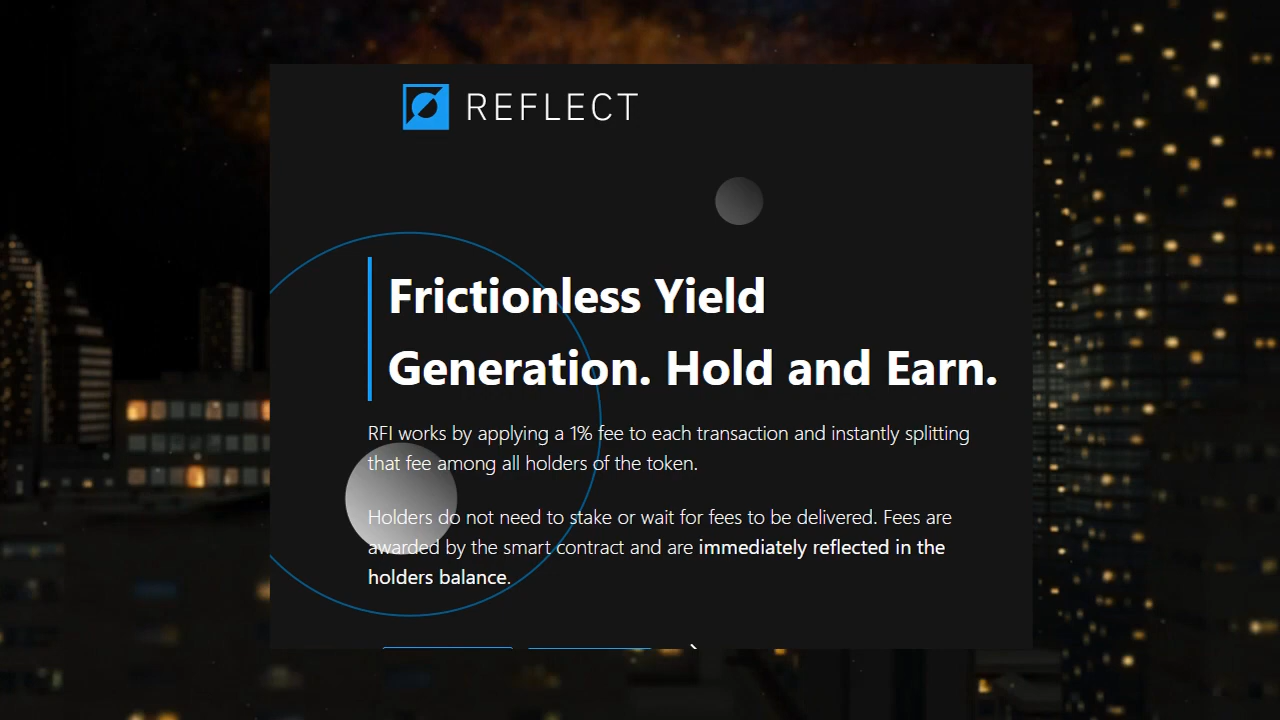 REFLECT
Frictionless Yield
Generation. Hold and Earn.
RFI works by applying a 1% fee to each transaction and instantly splitting
that fee among all holders of the token.
Holders do not need to stake or wait for fees to be delivered. Fees are
awarded by the smart contract and are immediately reflected in the
holders balance.